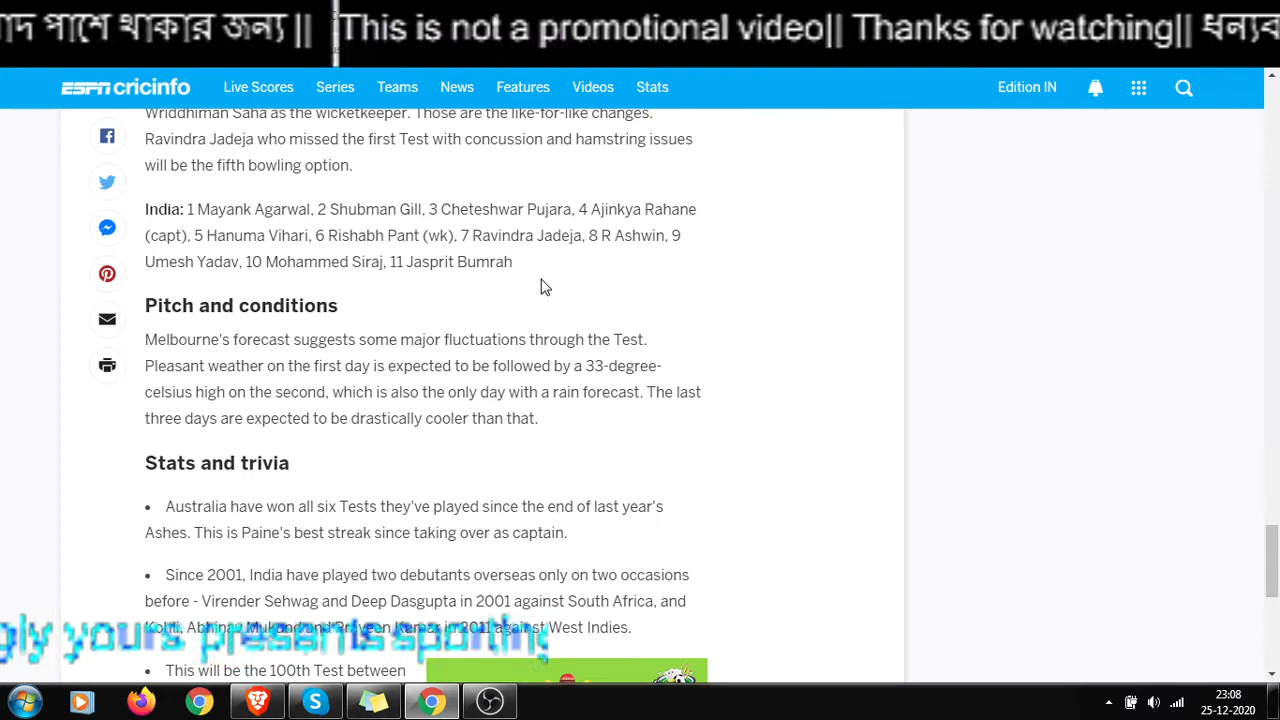 াদ পাশে থাকার জন্য || This is not a promotional video|| Thanks for watching|| ধন্যব
ESPN cricinfo Live Scores Series Teams News Features Videos Stats Edition IN
Wriddhiman Saha as the wicketkeeper. Those are the like-for-like changes.
Ravindra Jadeja who missed the first Test with concussion and hamstring issues
will be the fifth bowling option.
India: 1 Mayank Agarwal, 2 Shubman Gill, 3 Cheteshwar Pujara, 4 Ajinkya Rahane
(capt), 5 Hanuma Vihari, 6 Rishabh Pant (wk), 7 Ravindra Jadeja, 8 R Ashwin, 9
Umesh Yadav, 10 Mohammed Siraj, 11 Jasprit Bumrah
Pitch and conditions
Melbourne's forecast suggests some major fluctuations through the Test.
Pleasant weather on the first day is expected to be followed by a 33-degree-
celsius high on the second, which is also the only day with a rain forecast. The last
three days are expected to be drastically cooler than that.
Stats and trivia
• Australia have won all six Tests they've played since the end of last year's
Ashes. This is Paine's best streak since taking over as captain.
• Since 2001, India have played two debutants overseas only on two occasions
before - Virender Sehwag and Deep Dasgupta in 2001 against South Africa, and
Kohli, Abhinav Mukund and Praveen Kumar in 2011 against West Indies.
gly yours presents sporting
• This will be the 100th Test between
23:08
25-12-2020